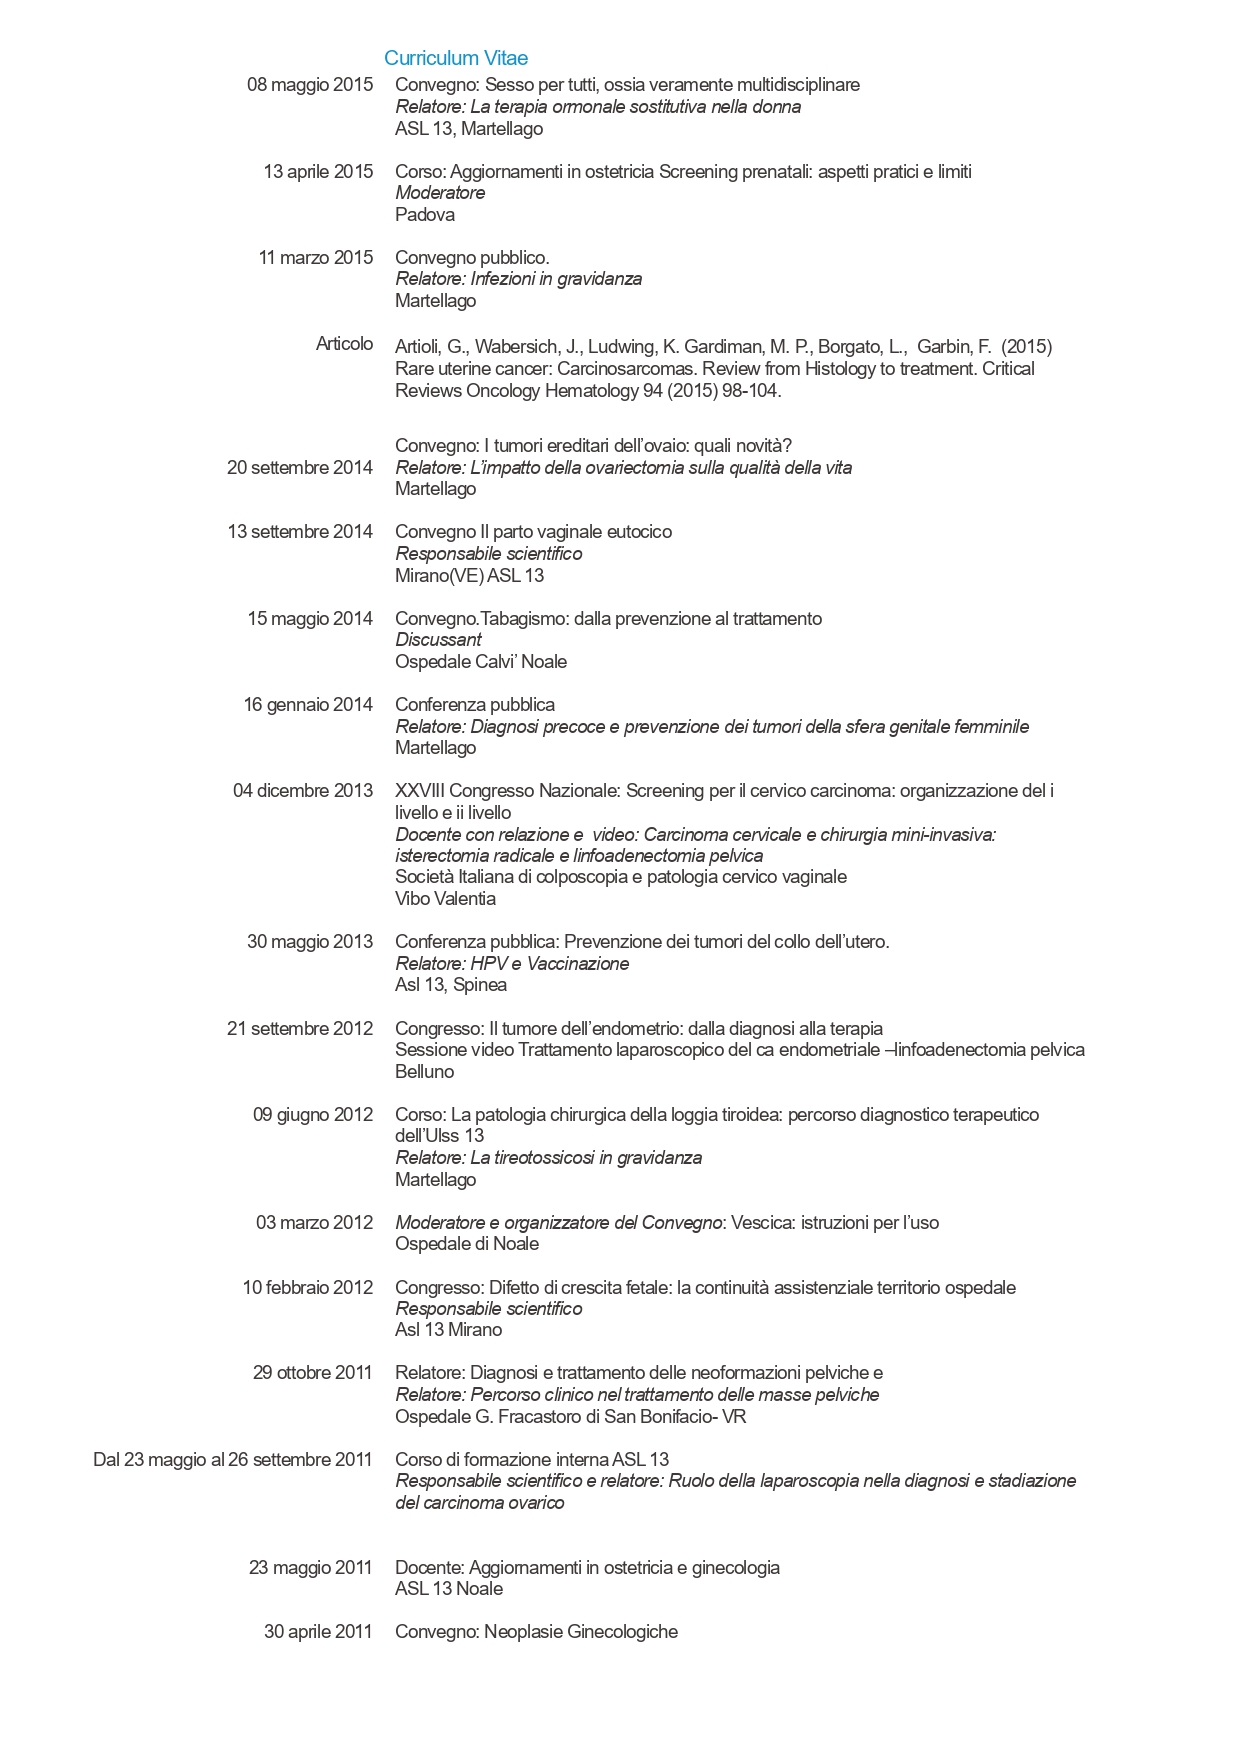 Curriculum Vitae
08 maggio 2015 Convegno: Sesso per tutti, ossia veramente multidisciplinare
Relatore: La terapia ormonale sostitutiva nella donna
ASL 13, Martellago
13 aprile 2015 Corso: Aggiornamenti in ostetricia Screening prenatali: aspetti pratici e limiti
Moderatore
Padova
11 marzo 2015 Convegno pubblico.
Relatore: Infezioni in gravidanza
Martellago
Articolo Artioli, G., Wabersich, J., Ludwing, K. Gardiman, M. P., Borgato, L., Garbin, F. (2015)
Rare uterine cancer: Carcinosarcomas. Review from Histology to treatment. Critical
Reviews Oncology Hematology 94 (2015) 98-104.
Convegno: I tumori ereditari dell’ovaio: quali novità?
20 settembre 2014 Relatore: L’impatto della ovariectomia sulla qualità della vita
Martellago
13 settembre 2014 Convegno Il parto vaginale eutocico
Responsabile scientifico
Mirano(VE) ASL 13
15 maggio 2014 Convegno.Tabagismo: dalla prevenzione al trattamento
Discussant
Ospedale Calvi’ Noale
16 gennaio 2014 Conferenza pubblica
Relatore: Diagnosi precoce e prevenzione dei tumori della sfera genitale femminile
Martellago
04 dicembre 2013 XXVIII Congresso Nazionale: Screening per il cervico carcinoma: organizzazione del i
livello e ii livello
Docente con relazione e video: Carcinoma cervicale e chirurgia mini-invasiva:
isterectomia radicale e linfoadenectomia pelvica
Società Italiana di colposcopia e patologia cervico vaginale
Vibo Valentia
30 maggio 2013 Conferenza pubblica: Prevenzione dei tumori del collo dell’utero.
Relatore: HPV e Vaccinazione
Asl 13, Spinea
21 settembre 2012 Congresso: Il tumore dell’endometrio: dalla diagnosi alla terapia
Sessione video Trattamento laparoscopico del ca endometriale –linfoadenectomia pelvica
Belluno
09 giugno 2012 Corso: La patologia chirurgica della loggia tiroidea: percorso diagnostico terapeutico
dell’Ulss 13
Relatore: La tireotossicosi in gravidanza
Martellago
03 marzo 2012 Moderatore e organizzatore del Convegno: Vescica: istruzioni per l’uso
Ospedale di Noale
10 febbraio 2012 Congresso: Difetto di crescita fetale: la continuità assistenziale territorio ospedale
Responsabile scientifico
Asl 13 Mirano
29 ottobre 2011 Relatore: Diagnosi e trattamento delle neoformazioni pelviche e
Relatore: Percorso clinico nel trattamento delle masse pelviche
Ospedale G. Fracastoro di San Bonifacio- VR
Dal 23 maggio al 26 settembre 2011 Corso di formazione interna ASL 13
Responsabile scientifico e relatore: Ruolo della laparoscopia nella diagnosi e stadiazione
del carcinoma ovarico
23 maggio 2011 Docente: Aggiornamenti in ostetricia e ginecologia
ASL 13 Noale
30 aprile 2011 Convegno: Neoplasie Ginecologiche